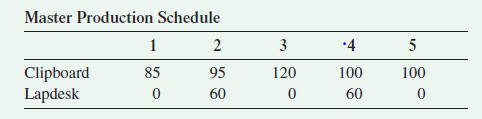 Master Production Schedule
1 2 3 4 5
Clipboard 85 95 120 100 100
Lapdesk 0 60 0 60 0